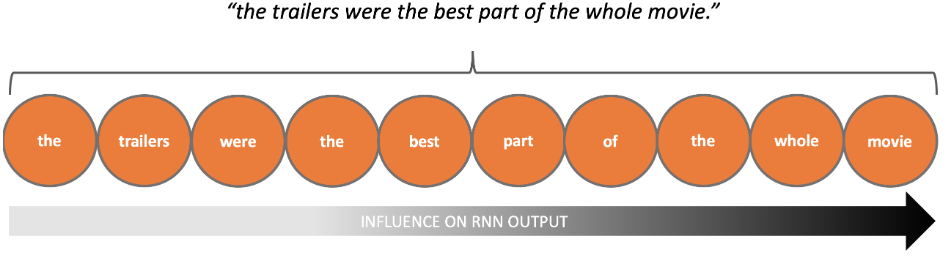 “the trailers were the best part of the whole movie.”
the trailers were the best part of the whole movie
INFLUENCE ON RNN OUTPUT